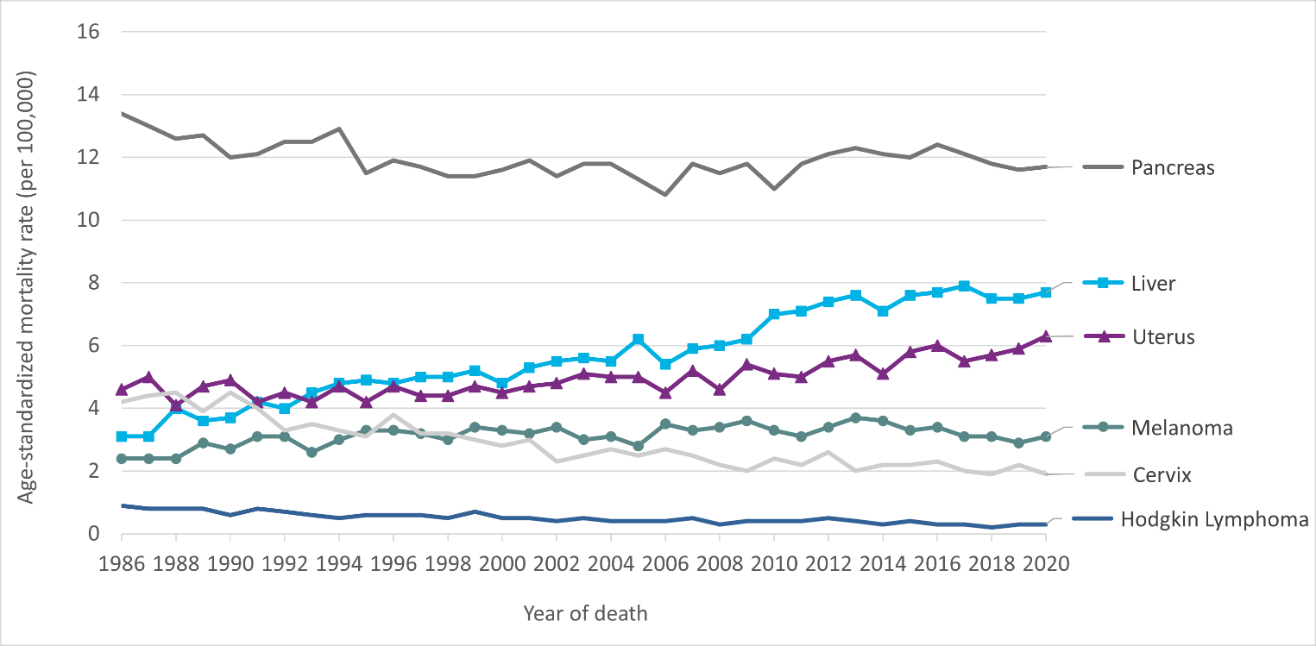 Age-standardized mortality rate (per 100,000)
16
14
12
10
8
6
4
2
0
Pancreas
Liver
Uterus
Melanoma
Cervix
Hodgkin Lymphoma
1986 1988 1990 1992 1994 1996 1998 2000 2002 2004 2006 2008 2010 2012 2014 2016 2018 2020
Year of death